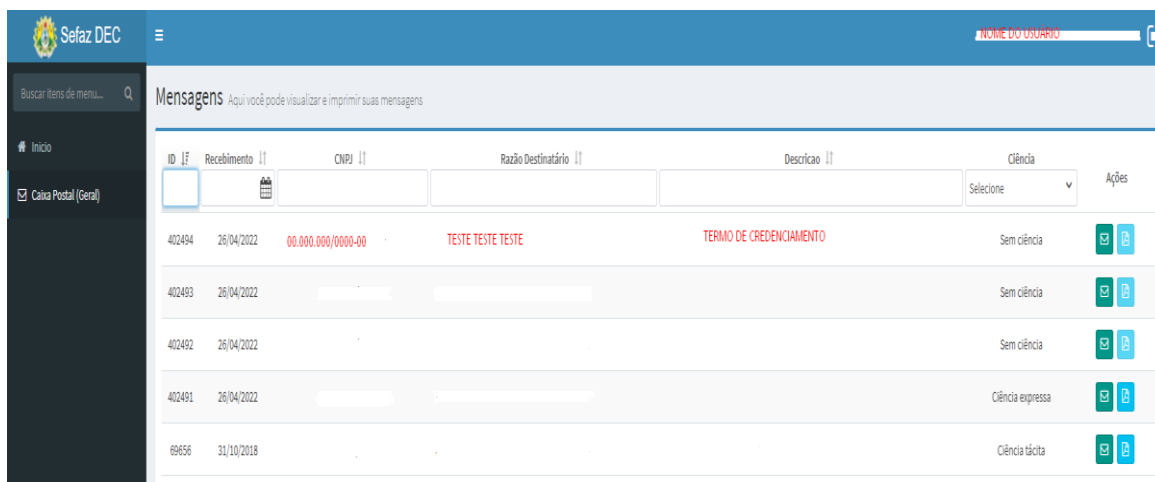 Sefaz DEC
NOME DO USUARIO
Buscar itens de menu...
Mensagens Aqui você pode visualizar e imprimir suas mensagens
Inicio
Caixa Postal (Geral)
ID Recebimento CNPJ Razão Destinatário Descricao Ciência Ações
Selecione
402494 26/04/2022 00.000.000/0000-00 TESTE TESTE TESTE TERMO DE CREDENCIAMENTO Sem ciência
402493 26/04/2022 Sem ciência
402492 26/04/2022 Sem ciência
402491 26/04/2022 Ciência expressa
69656 31/10/2018 Ciência tácita